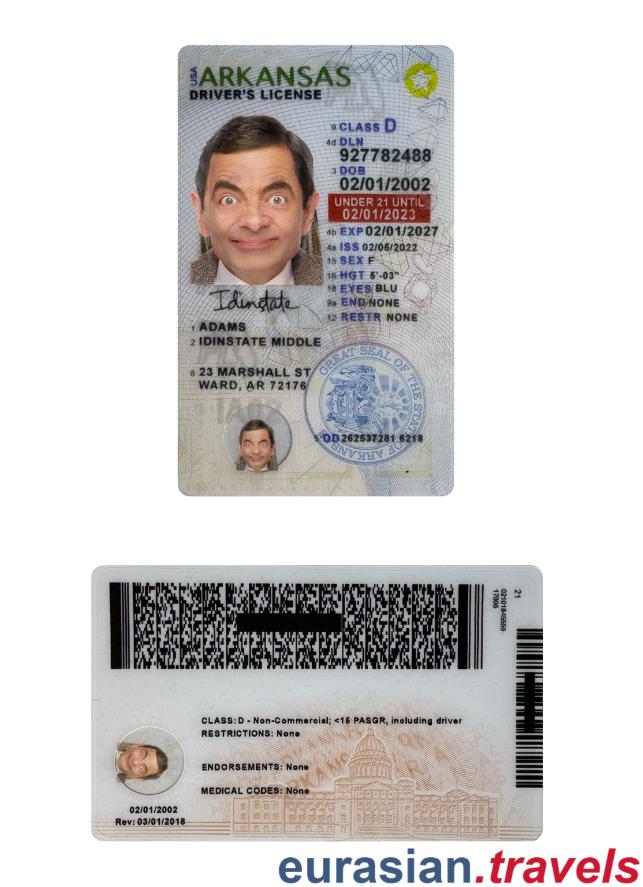 USA
ARKANSAS
DRIVER'S LICENSE
9 CLASS D
4d DLN
927782488
3 DOB
02/01/2002
UNDER 21 UNTIL
02/01/2023
4b EXP 02/01/2027
4a ISS 02/06/2022
15 SEX F
16 HGT 5'-03"
18 EYES BLU
9a END NONE
12 RESTR NONE
Idinstate
1 ADAMS
2 IDINSTATE MIDDLE
8 23 MARSHALL ST
WARD, AR 72176
GREAT SEAL OF THE STATE OF ARKANSAS
5 DD 262537281 6218
21
02101845559
17006
CLASS: D - Non-Commercial; <15 PASGR, including driver
RESTRICTIONS: None
ENDORSEMENTS: None
MEDICAL CODES: None
02/01/2002
Rev: 03/01/2018
eurasian.travels